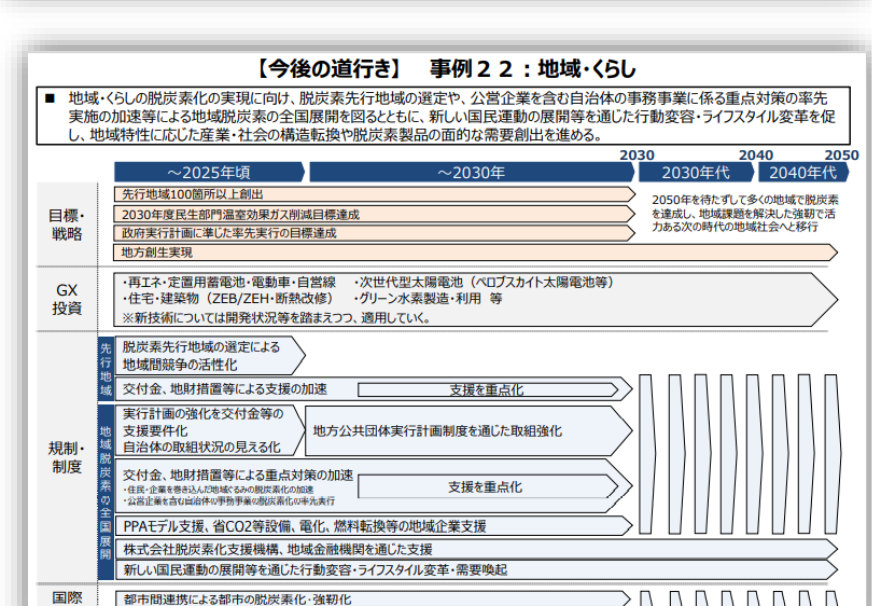 【今後の道行き】 事例22：地域・くらし
■ 地域・くらしの脱炭素化の実現に向け、脱炭素先行地域の選定や、公営企業を含む自治体の事務事業に係る重点対策の率先
実施の加速等による地域脱炭素の全国展開を図るとともに、新しい国民運動の展開等を通じた行動変容・ライフスタイル変革を促
し、地域特性に応じた産業・社会の構造転換や脱炭素製品の面的な需要創出を進める。
2030 2040 2050
～2025年頃 ～2030年 2030年代 2040年代
目標・
戦略
先行地域100箇所以上創出
2030年度民生部門温室効果ガス削減目標達成
政府実行計画に準じた率先実行の目標達成
地方創生実現
2050年を待たずして多くの地域で脱炭素
を達成し、地域課題を解決した強靭で活
力ある次の時代の地域社会へと移行
GX
投資
・再エネ・定置用蓄電池・電動車・自営線 ・次世代型太陽電池（ペロブスカイト太陽電池等）
・住宅・建築物（ZEB/ZEH・断熱改修） ・グリーン水素製造・利用 等
※新技術については開発状況等を踏まえつつ、適用していく。
規制・
制度
先行地域
脱炭素先行地域の選定による
地域間競争の活性化
交付金、地財措置等による支援の加速 支援を重点化
地域脱炭素の全国展開
実行計画の強化を交付金等の
支援要件化
自治体の取組状況の見える化
地方公共団体実行計画制度を通じた取組強化
交付金、地財措置等による重点対策の加速
・住民・企業を巻き込んだ地域ぐるみの脱炭素化の加速
・公営企業を含む自治体の事務事業の脱炭素化の率先実行
支援を重点化
PPAモデル支援、省CO2等設備、電化、燃料転換等の地域企業支援
株式会社脱炭素化支援機構、地域金融機関を通じた支援
新しい国民運動の展開等を通じた行動変容・ライフスタイル変革・需要喚起
国際
都市間連携による都市の脱炭素化・強靭化